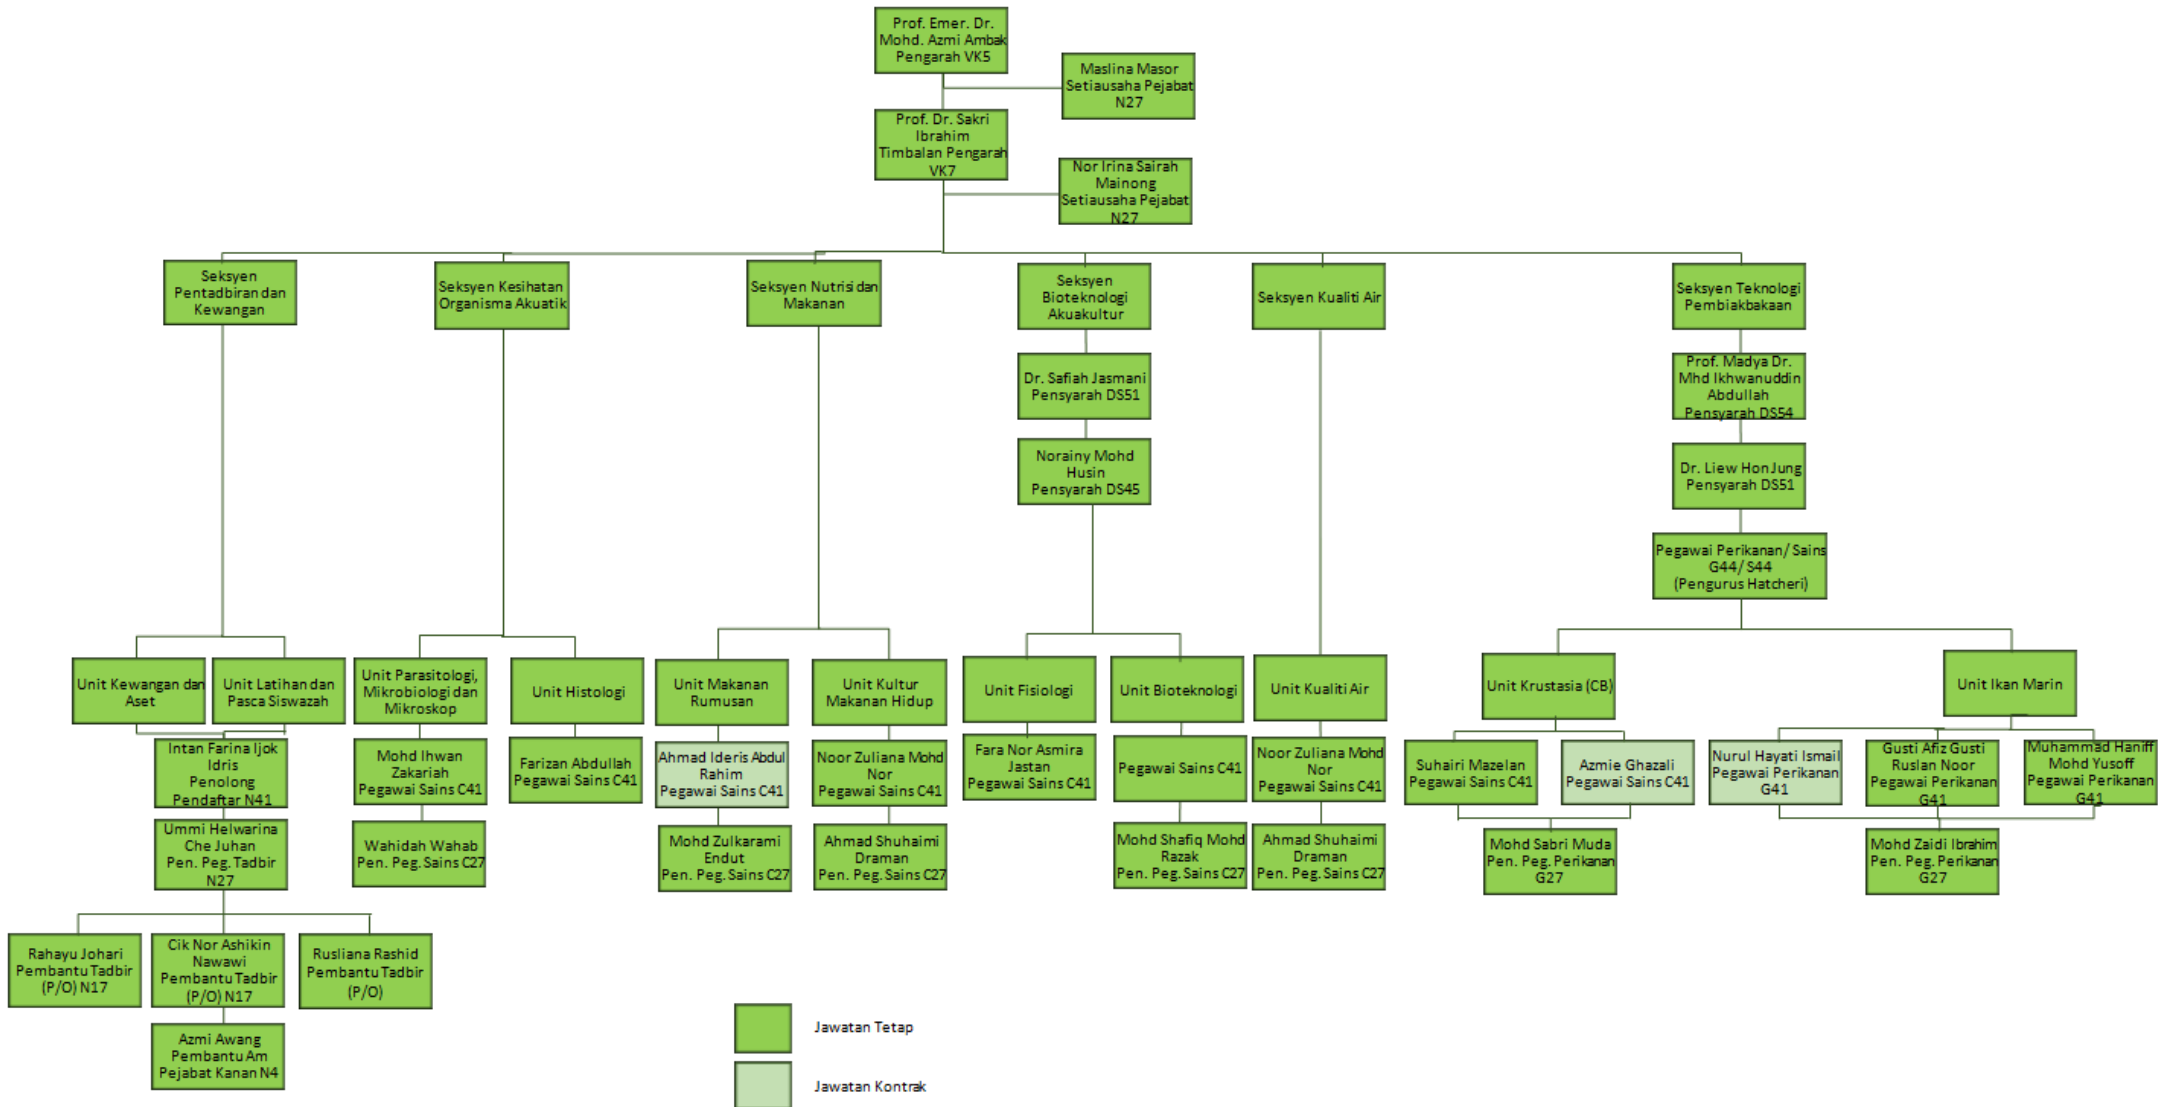 Prof. Emer. Dr.
Mohd. Azmi Ambak
Pengarah VK5
Maslina Masor
Setiausaha Pejabat
N27
Prof. Dr. Sakri
Ibrahim
Timbalan Pengarah
VK7
Nor Irina Sairah
Mainong
Setiausaha Pejabat
N27
Seksyen
Pentadbiran dan
Kewangan
Seksyen Kesihatan
Organisma Akuatik
Seksyen Nutrisi dan
Makanan
Seksyen
Bioteknologi
Akuakultur
Seksyen Kualiti Air
Seksyen Teknologi
Pembiakbakaan
Dr. Safiah Jasmani
Pensyarah DS51
Prof. Madya Dr.
Mhd Ikhwanuddin
Abdullah
Pensyarah DS54
Norainy Mohd
Husin
Pensyarah DS45
Dr. Liew Hon Jung
Pensyarah DS51
Pegawai Perikanan/ Sains
G44/ S44
(Pengurus Hatcheri)
Unit Kewangan dan
Aset
Unit Latihan dan
Pasca Siswazah
Unit Parasitologi,
Mikrobiologi dan
Mikroskop
Unit Histologi
Unit Makanan
Rumusan
Unit Kultur
Makanan Hidup
Unit Fisiologi
Unit Bioteknologi
Unit Kualiti Air
Unit Krustasia (CB)
Unit Ikan Marin
Intan Farina Ijok
Idris
Penolong
Pendaftar N41
Mohd Ihwan
Zakariah
Pegawai Sains C41
Farizan Abdullah
Pegawai Sains C41
Ahmad Ideris Abdul
Rahim
Pegawai Sains C41
Noor Zuliana Mohd
Nor
Pegawai Sains C41
Fara Nor Asmira
Jastan
Pegawai Sains C41
Pegawai Sains C41
Noor Zuliana Mohd
Nor
Pegawai Sains C41
Suhairi Mazelan
Pegawai Sains C41
Azmie Ghazali
Pegawai Sains C41
Nurul Hayati Ismail
Pegawai Perikanan
G41
Gusti Afiz Gusti
Ruslan Noor
Pegawai Perikanan
G41
Muhammad Haniff
Mohd Yusoff
Pegawai Perikanan
G41
Ummi Helwarina
Che Juhan
Pen. Peg. Tadbir
N27
Wahidah Wahab
Pen. Peg. Sains C27
Mohd Zulkarami
Endut
Pen. Peg. Sains C27
Ahmad Shuhaimi
Draman
Pen. Peg. Sains C27
Mohd Shafiq Mohd
Razak
Pen. Peg. Sains C27
Ahmad Shuhaimi
Draman
Pen. Peg. Sains C27
Mohd Sabri Muda
Pen. Peg. Perikanan
G27
Mohd Zaidi Ibrahim
Pen. Peg. Perikanan
G27
Rahayu Johari
Pembantu Tadbir
(P/O) N17
Cik Nor Ashikin
Nawawi
Pembantu Tadbir
(P/O) N17
Rusliana Rashid
Pembantu Tadbir
(P/O)
Azmi Awang
Pembantu Am
Pejabat Kanan N4
Jawatan Tetap
Jawatan Kontrak